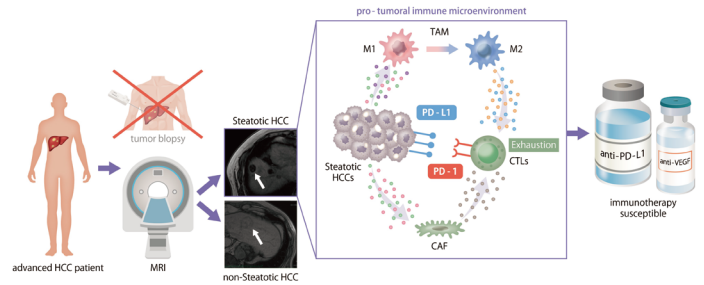 pro - tumoral immune microenvironment
TAM
M1
M2
tumor blopsy
Steatotic HCC
PD - L1
Exhaustion
CTLs
Steatotic
HCCs
PD - 1
CAF
advanced HCC patient
MRI
non-Steatotic HCC
anti-PD-L1
anti-VEGF
immunotherapy
susceptible